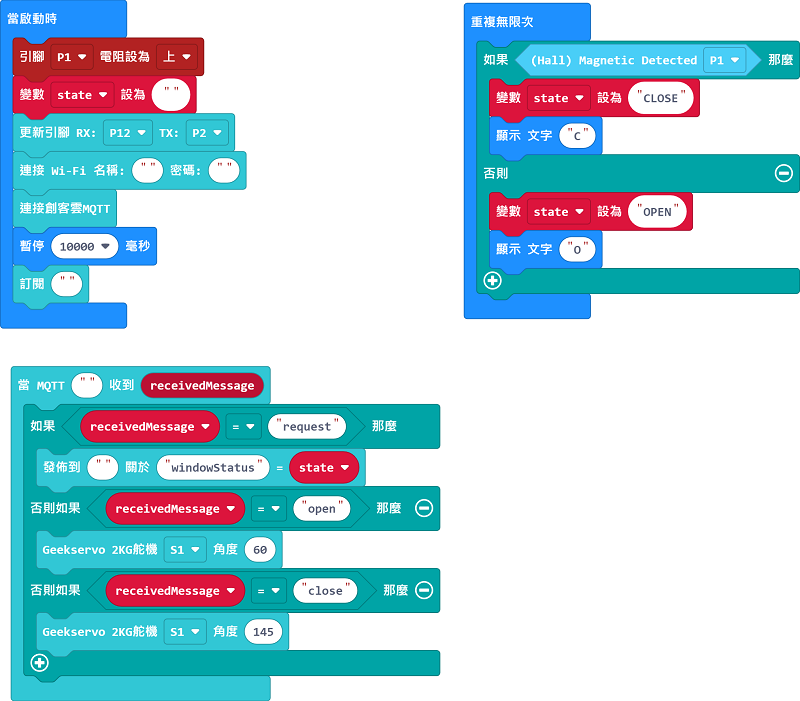 當啟動時
引腳 P1 電阻設為 上
變數 state 設為 " "
更新引腳 RX: P12 TX: P2
連接 Wi-Fi 名稱: " " 密碼: " "
連接創客雲MQTT
暫停 10000 毫秒
訂閱 " "
重複無限次
如果 (Hall) Magnetic Detected P1 那麼
變數 state 設為 "CLOSE"
顯示 文字 "C"
否則
變數 state 設為 "OPEN"
顯示 文字 "O"
當 MQTT " " 收到 receivedMessage
如果 receivedMessage = "request" 那麼
發佈到 " " 關於 "windowStatus" = state
否則如果 receivedMessage = "open" 那麼
Geekservo 2KG舵機 S1 角度 60
否則如果 receivedMessage = "close" 那麼
Geekservo 2KG舵機 S1 角度 145